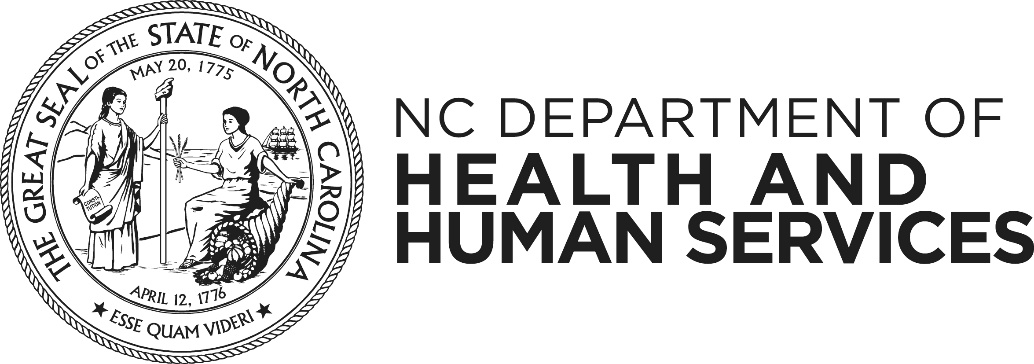 THE GREAT SEAL OF THE STATE OF NORTH CAROLINA
MAY 20, 1775
APRIL 12, 1776
★ ESSE QUAM VIDERI ★
NC DEPARTMENT OF
HEALTH AND
HUMAN SERVICES